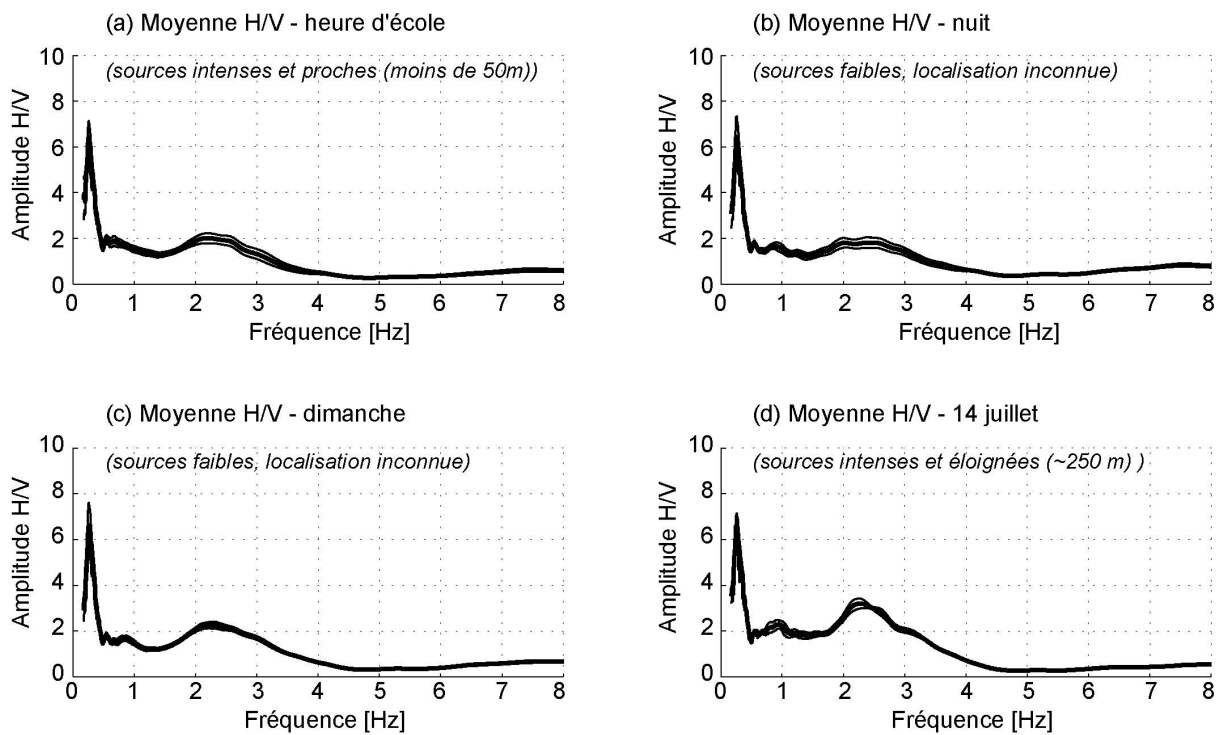 (a) Moyenne H/V - heure d'école
(sources intenses et proches (moins de 50m))
Amplitude H/V
10
8
6
4
2
0
0 1 2 3 4 5 6 7 8
Fréquence [Hz]
(b) Moyenne H/V - nuit
(sources faibles, localisation inconnue)
Amplitude H/V
10
8
6
4
2
0
0 1 2 3 4 5 6 7 8
Fréquence [Hz]
(c) Moyenne H/V - dimanche
(sources faibles, localisation inconnue)
Amplitude H/V
10
8
6
4
2
0
0 1 2 3 4 5 6 7 8
Fréquence [Hz]
(d) Moyenne H/V - 14 juillet
(sources intenses et éloignées (~250 m) )
Amplitude H/V
10
8
6
4
2
0
0 1 2 3 4 5 6 7 8
Fréquence [Hz]